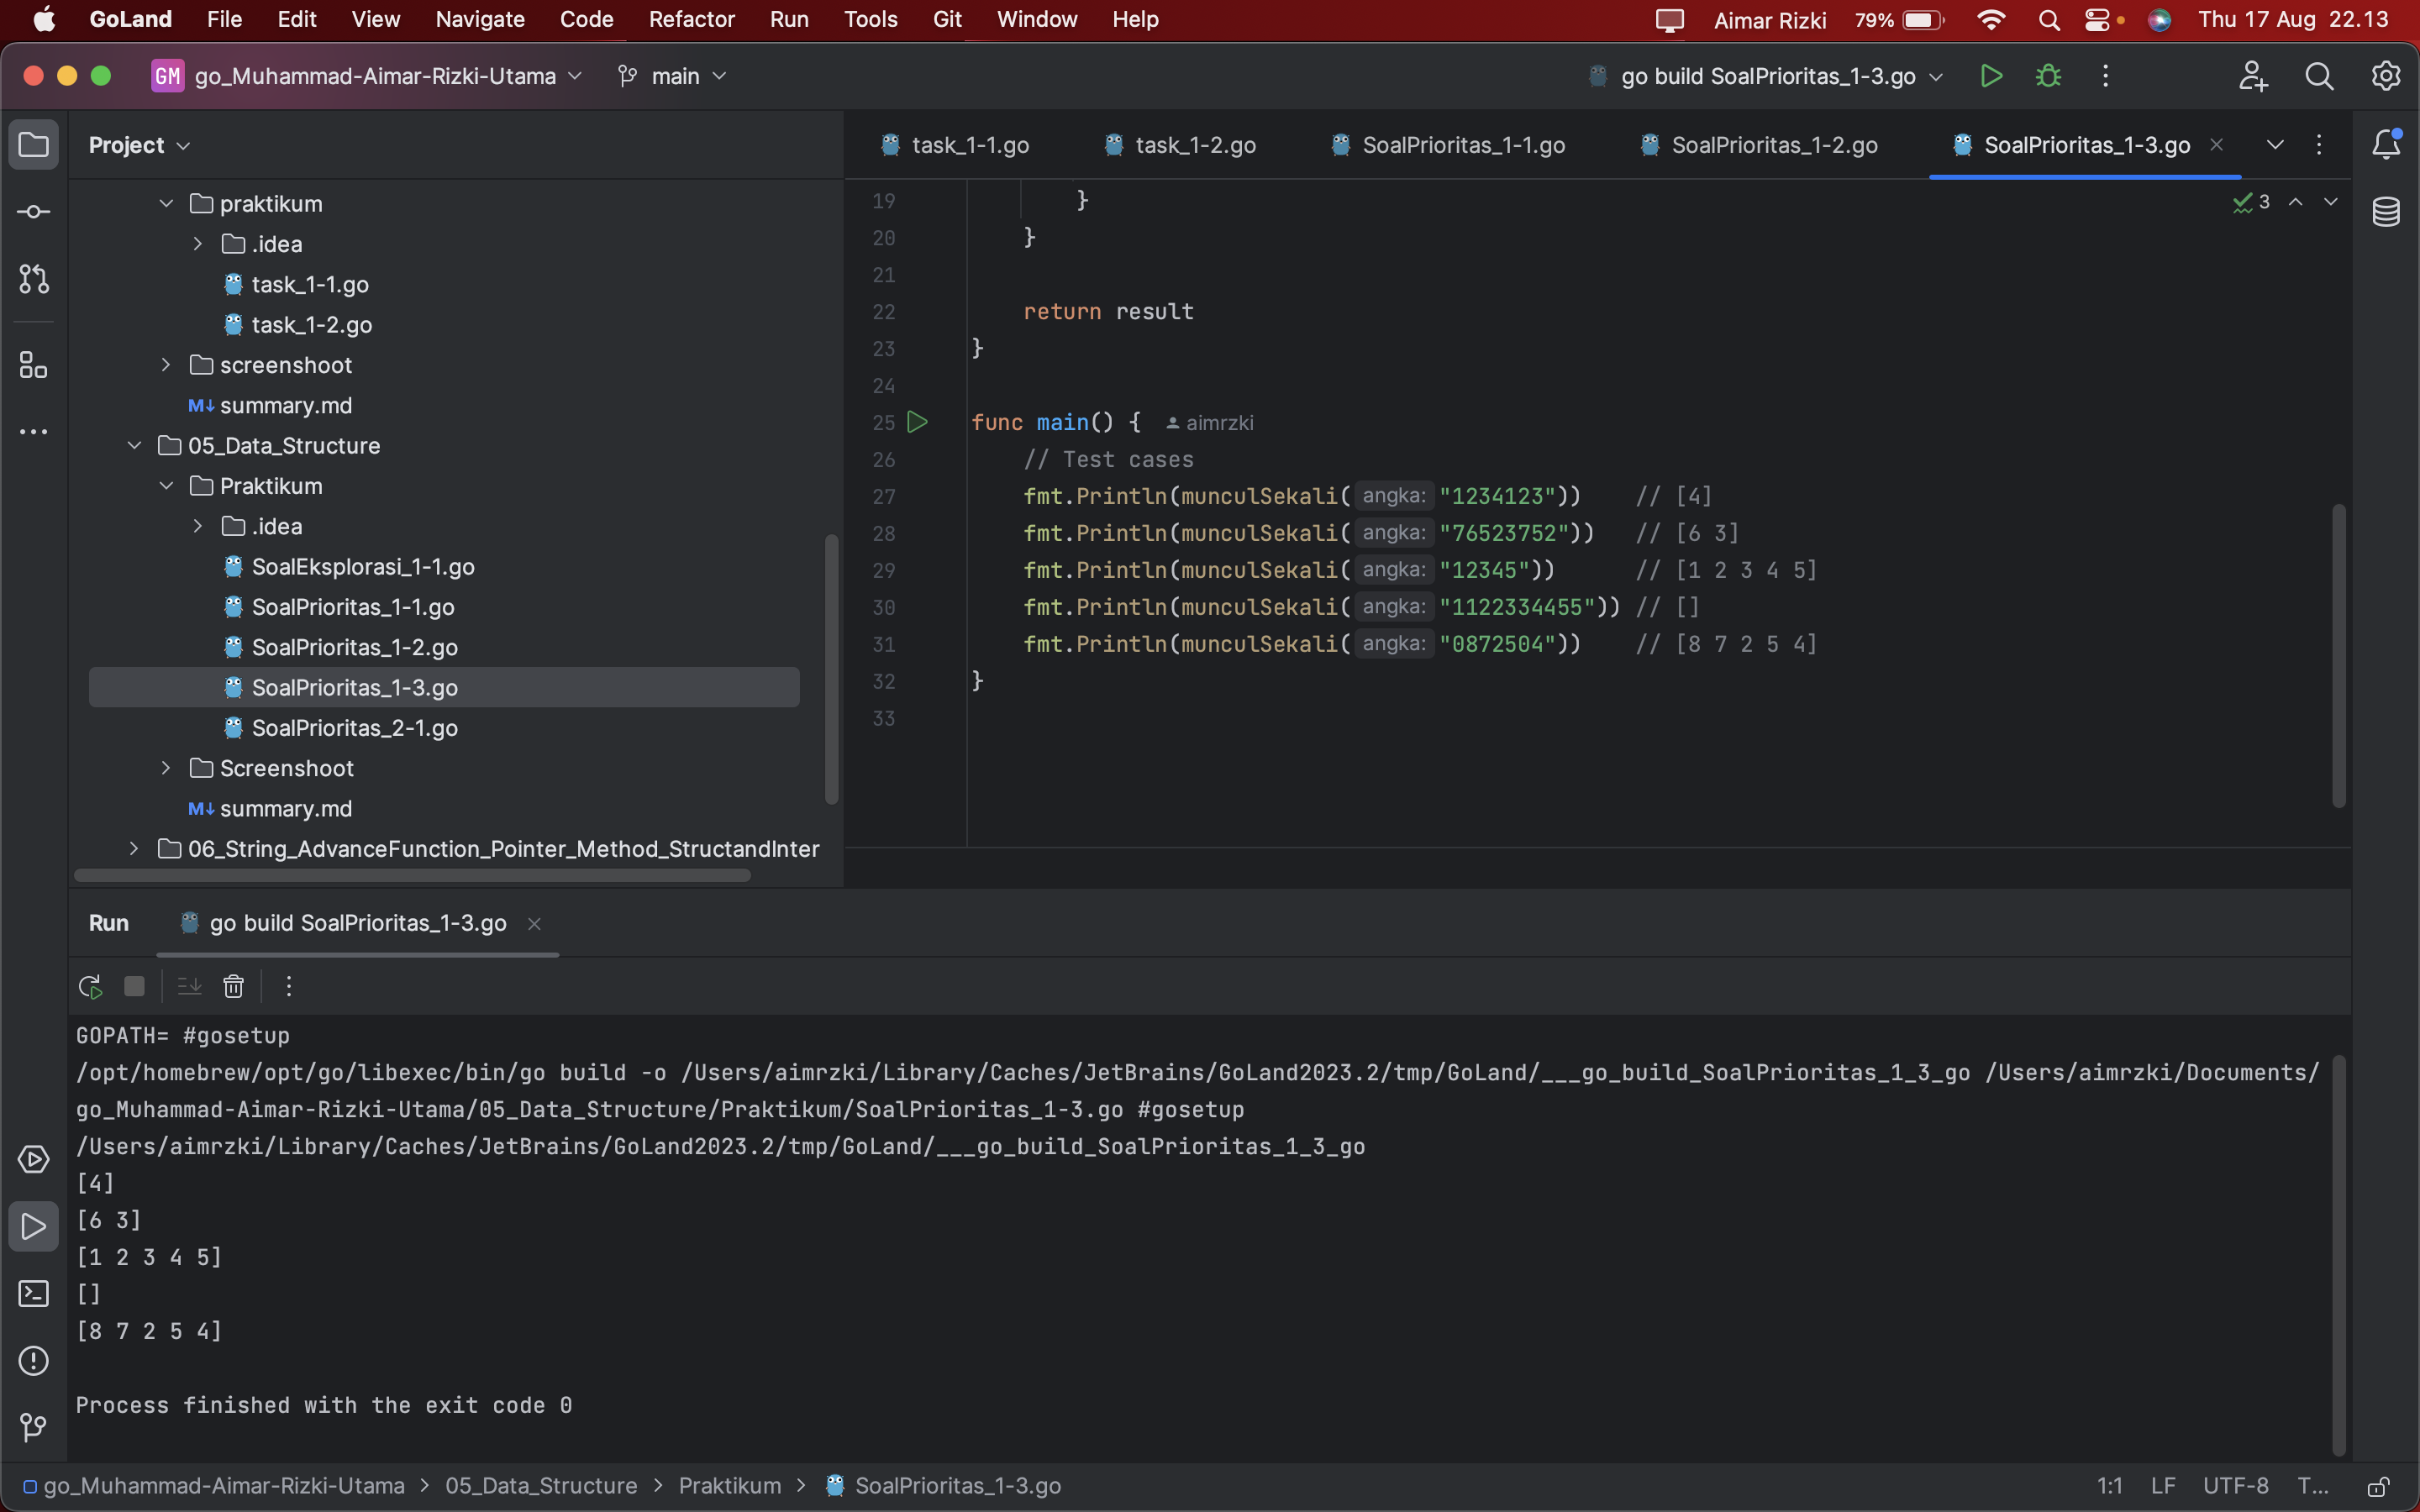 GoLand File Edit View Navigate Code Refactor Run Tools Git Window Help Aimar Rizki 79% Thu 17 Aug 22.13
GM go_Muhammad-Aimar-Rizki-Utama main go build SoalPrioritas_1-3.go
Project
praktikum
.idea
task_1-1.go
task_1-2.go
screenshoot
M↓ summary.md
05_Data_Structure
Praktikum
.idea
SoalEksplorasi_1-1.go
SoalPrioritas_1-1.go
SoalPrioritas_1-2.go
SoalPrioritas_1-3.go
SoalPrioritas_2-1.go
Screenshoot
M↓ summary.md
06_String_AdvanceFunction_Pointer_Method_StructandInter
task_1-1.go task_1-2.go SoalPrioritas_1-1.go SoalPrioritas_1-2.go SoalPrioritas_1-3.go
3
19 }
20 }
21
22 return result
23 }
24
25 func main() { aimrzki
26 // Test cases
27 fmt.Println(munculSekali( angka: "1234123")) // [4]
28 fmt.Println(munculSekali( angka: "76523752")) // [6 3]
29 fmt.Println(munculSekali( angka: "12345")) // [1 2 3 4 5]
30 fmt.Println(munculSekali( angka: "1122334455")) // []
31 fmt.Println(munculSekali( angka: "0872504")) // [8 7 2 5 4]
32 }
33
Run go build SoalPrioritas_1-3.go
GOPATH= #gosetup
/opt/homebrew/opt/go/libexec/bin/go build -o /Users/aimrzki/Library/Caches/JetBrains/GoLand2023.2/tmp/GoLand/___go_build_SoalPrioritas_1_3_go /Users/aimrzki/Documents/
go_Muhammad-Aimar-Rizki-Utama/05_Data_Structure/Praktikum/SoalPrioritas_1-3.go #gosetup
/Users/aimrzki/Library/Caches/JetBrains/GoLand2023.2/tmp/GoLand/___go_build_SoalPrioritas_1_3_go
[4]
[6 3]
[1 2 3 4 5]
[]
[8 7 2 5 4]
Process finished with the exit code 0
go_Muhammad-Aimar-Rizki-Utama > 05_Data_Structure > Praktikum > SoalPrioritas_1-3.go 1:1 LF UTF-8 T...